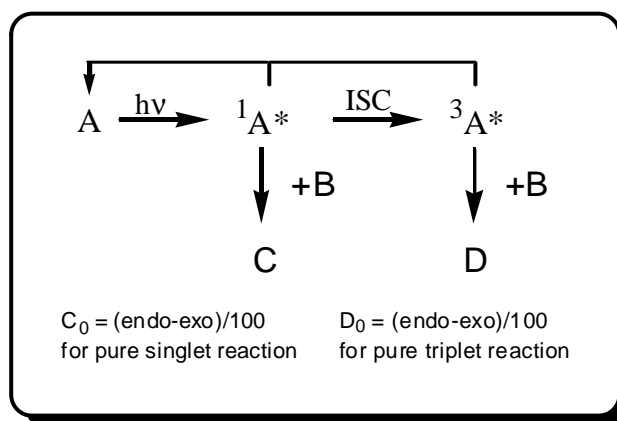 hν ISC
A ¹A* ³A*
+B +B
C D
C₀ = (endo-exo)/100 D₀ = (endo-exo)/100
for pure singlet reaction for pure triplet reaction